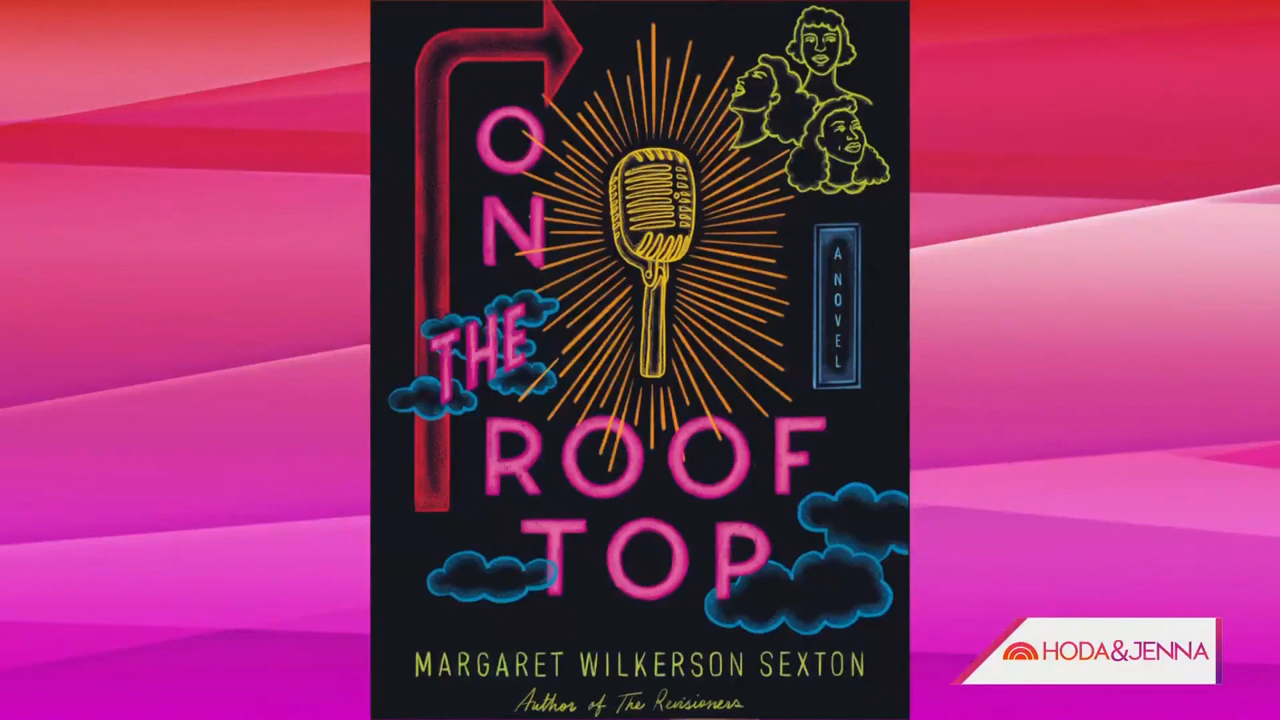 ON
THE
ROOF
TOP
A NOVEL
MARGARET WILKERSON SEXTON
Author of The Revisioners
HODA&JENNA